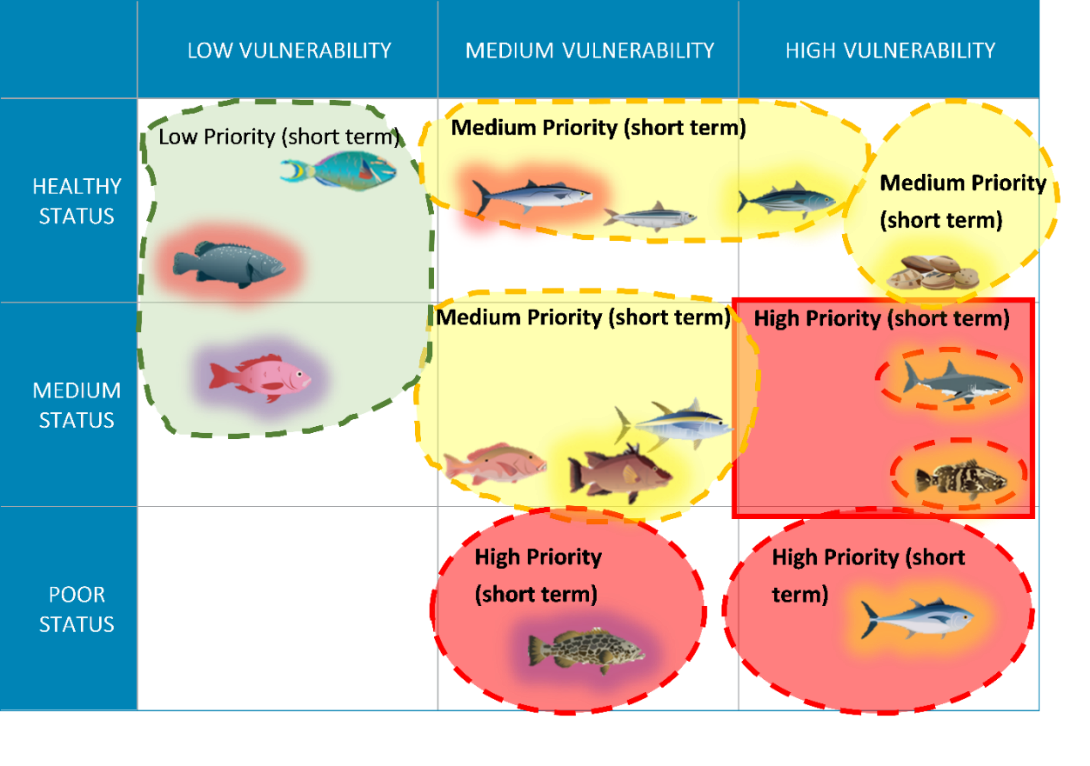 LOW VULNERABILITY
MEDIUM VULNERABILITY
HIGH VULNERABILITY
HEALTHY
STATUS
Low Priority (short term)
Medium Priority (short term)
Medium Priority
(short term)
MEDIUM
STATUS
Medium Priority (short term)
High Priority (short term)
POOR
STATUS
High Priority
(short term)
High Priority (short
term)